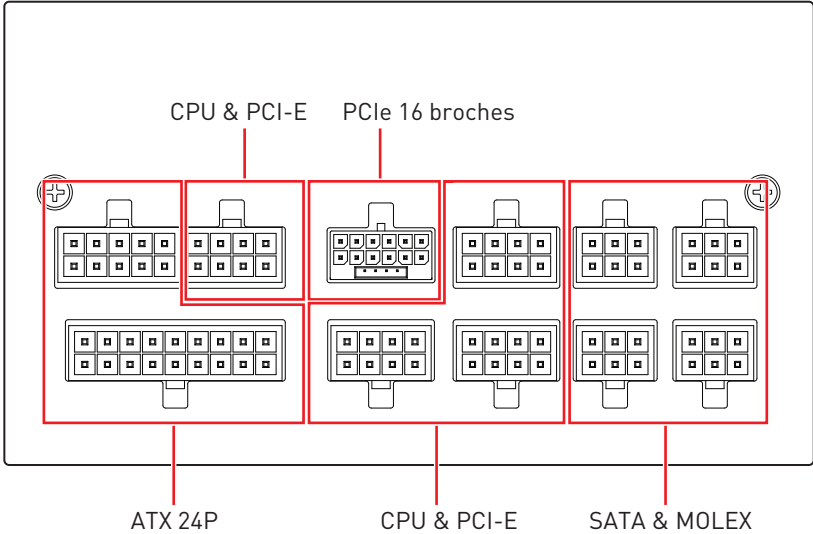 CPU & PCI-E
PCIe 16 broches
ATX 24P
CPU & PCI-E
SATA & MOLEX